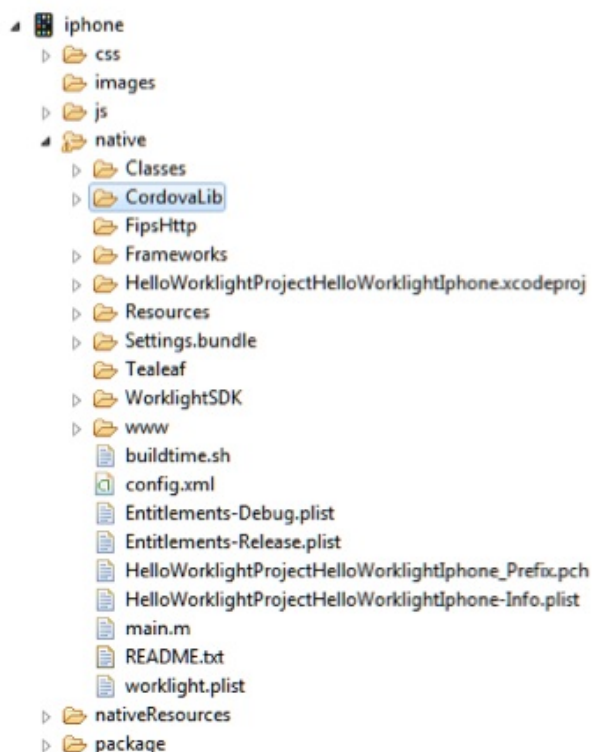 iphone
css
images
js
native
Classes
CordovaLib
FipsHttp
Frameworks
HelloWorklightProjectHelloWorklightIphone.xcodeproj
Resources
Settings.bundle
Tealeaf
WorklightSDK
www
buildtime.sh
config.xml
Entitlements-Debug.plist
Entitlements-Release.plist
HelloWorklightProjectHelloWorklightIphone_Prefix.pch
HelloWorklightProjectHelloWorklightIphone-Info.plist
main.m
README.txt
worklight.plist
nativeResources
package